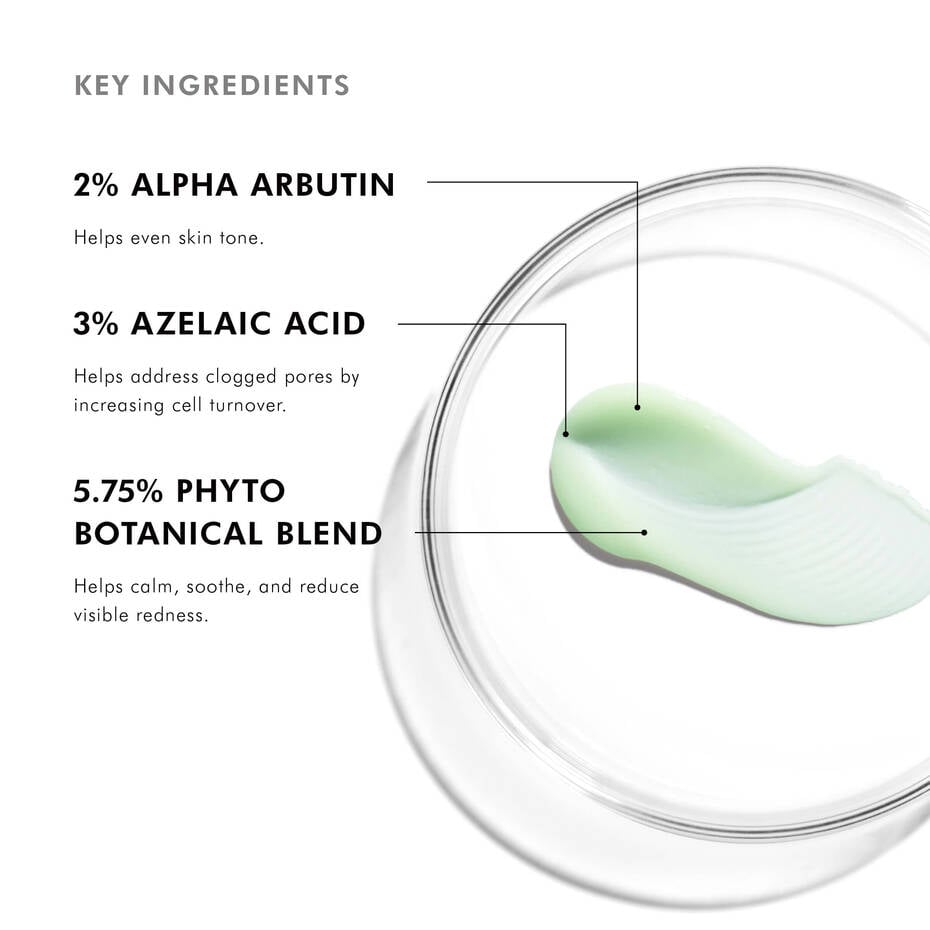 KEY INGREDIENTS
2% ALPHA ARBUTIN
Helps even skin tone.
3% AZELAIC ACID
Helps address clogged pores by
increasing cell turnover.
5.75% PHYTO
BOTANICAL BLEND
Helps calm, soothe, and reduce
visible redness.